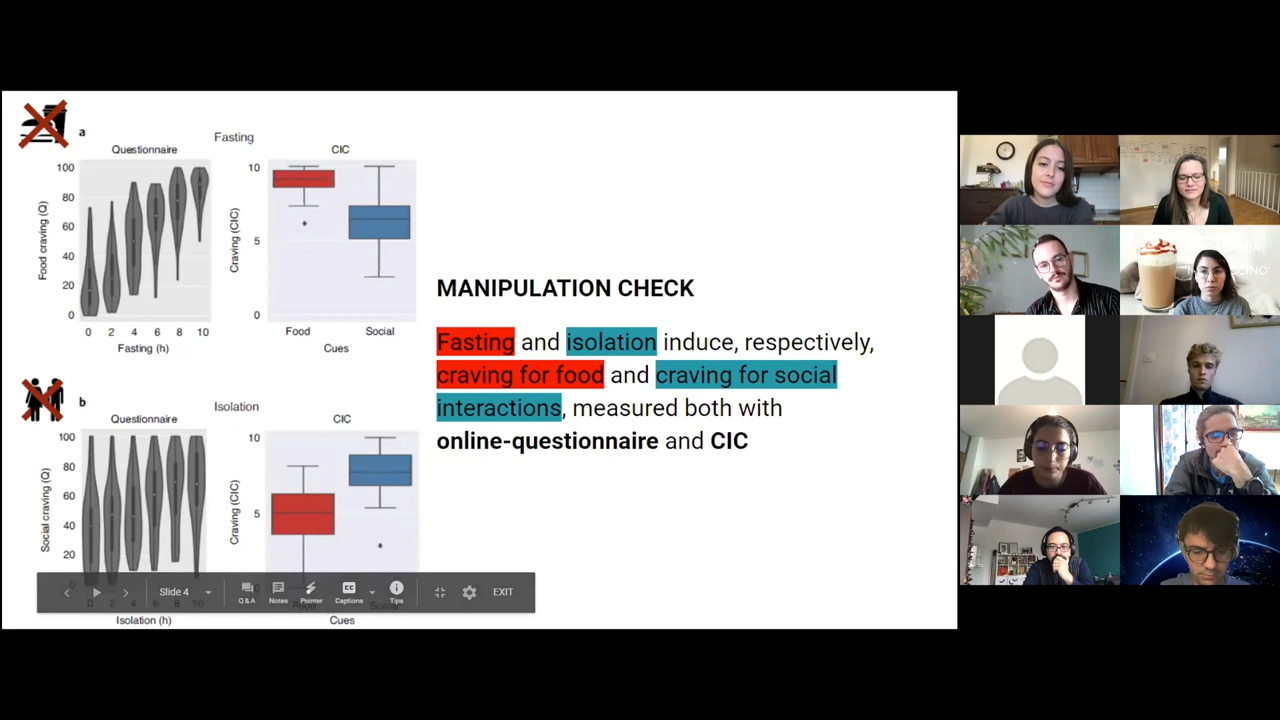 a
Fasting
Questionnaire
CIC
Food craving (Q)
100
80
60
40
20
0
0 2 4 6 8 10
Fasting (h)
Craving (CIC)
10
5
0
Food Social
Cues
MANIPULATION CHECK
Fasting and isolation induce, respectively,
craving for food and craving for social
interactions, measured both with
online-questionnaire and CIC
b
Isolation
Questionnaire
CIC
Social craving (Q)
100
80
60
40
20
Isolation (h)
Craving (CIC)
10
5
Cues
Slide 4
Q & A
Notes
Pointer
CC
Captions
Tips
EXIT